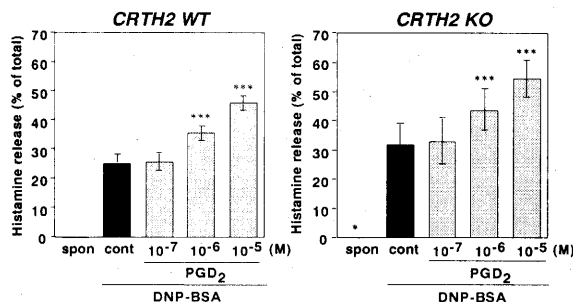 CRTH2 WT
Histamine release (% of total)
70
60
50
40
30
20
10
0
***
***
spon cont 10-7 10-6 10-5 (M)
PGD2
DNP-BSA
CRTH2 KO
Histamine release (% of total)
70
60
50
40
30
20
10
0
***
***
*
spon cont 10-7 10-6 10-5 (M)
PGD2
DNP-BSA